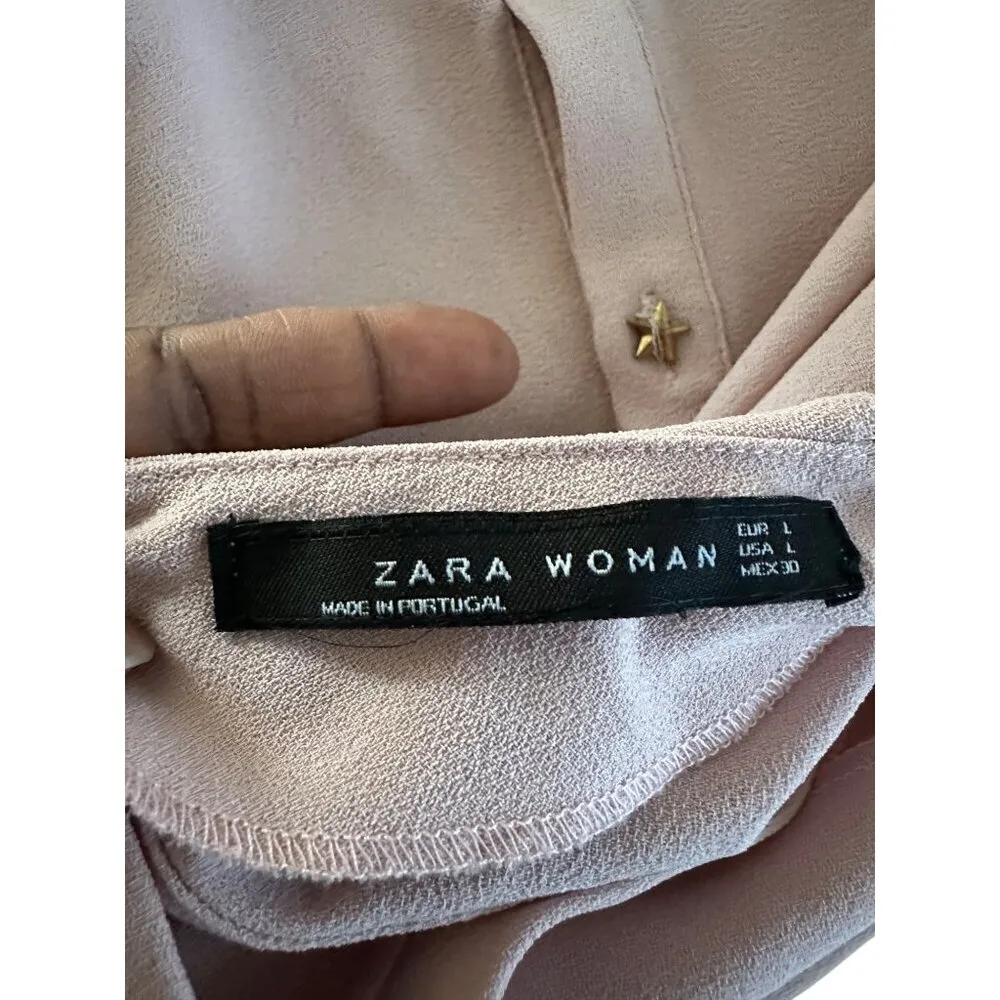 ZARA WOMAN
MADE IN PORTUGAL
EUR L
USA L
MEX 30